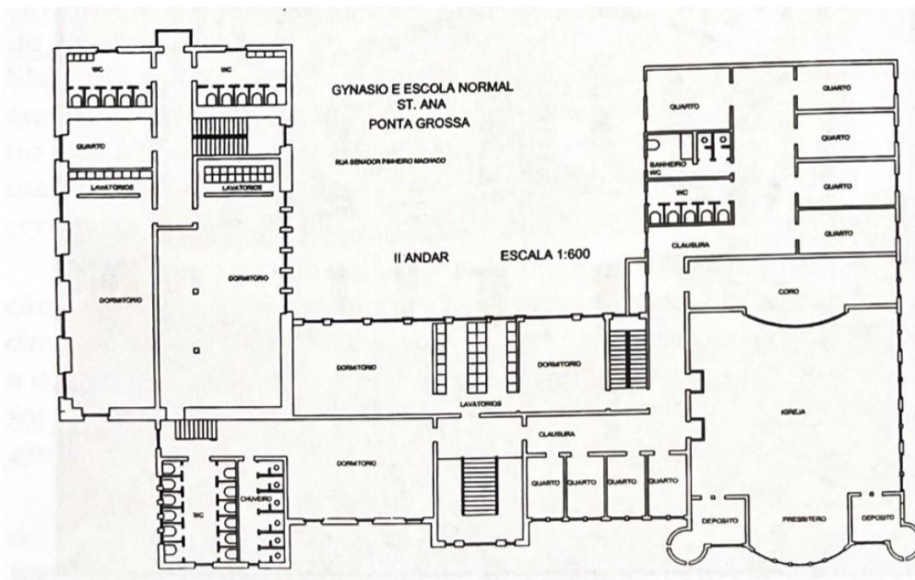 WC
WC
QUARTO
LAVATORIOS
LAVATORIOS
DORMITORIO
DORMITORIO
GYNASIO E ESCOLA NORMAL
ST. ANA
PONTA GROSSA
RUA SENADOR PINHEIRO MACHADO
II ANDAR
ESCALA 1:600
QUARTO
QUARTO
QUARTO
BANHEIRO
WC
WC
QUARTO
QUARTO
CLAUSURA
CORO
DORMITORIO
DORMITORIO
LAVATORIOS
IGREJA
CLAUSURA
DORMITORIO
QUARTO
QUARTO
QUARTO
QUARTO
CHUVEIRO
WC
DEPOSITO
PRESBITERO
DEPOSITO